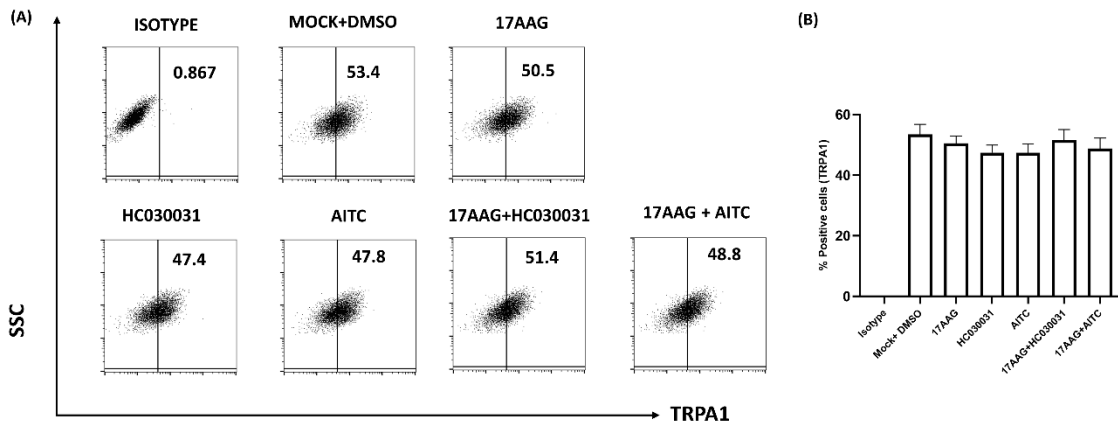 (A)
ISOTYPE
MOCK+DMSO
17AAG
0.867
53.4
50.5
HC030031
AITC
17AAG+HC030031
17AAG + AITC
47.4
47.8
51.4
48.8
SSC
TRPA1
(B)
% Positive cells (TRPA1)
60
40
20
0
Isotype
Mock+ DMSO
17AAG
HC030031
AITC
17AAG+HC030031
17AAG+AITC